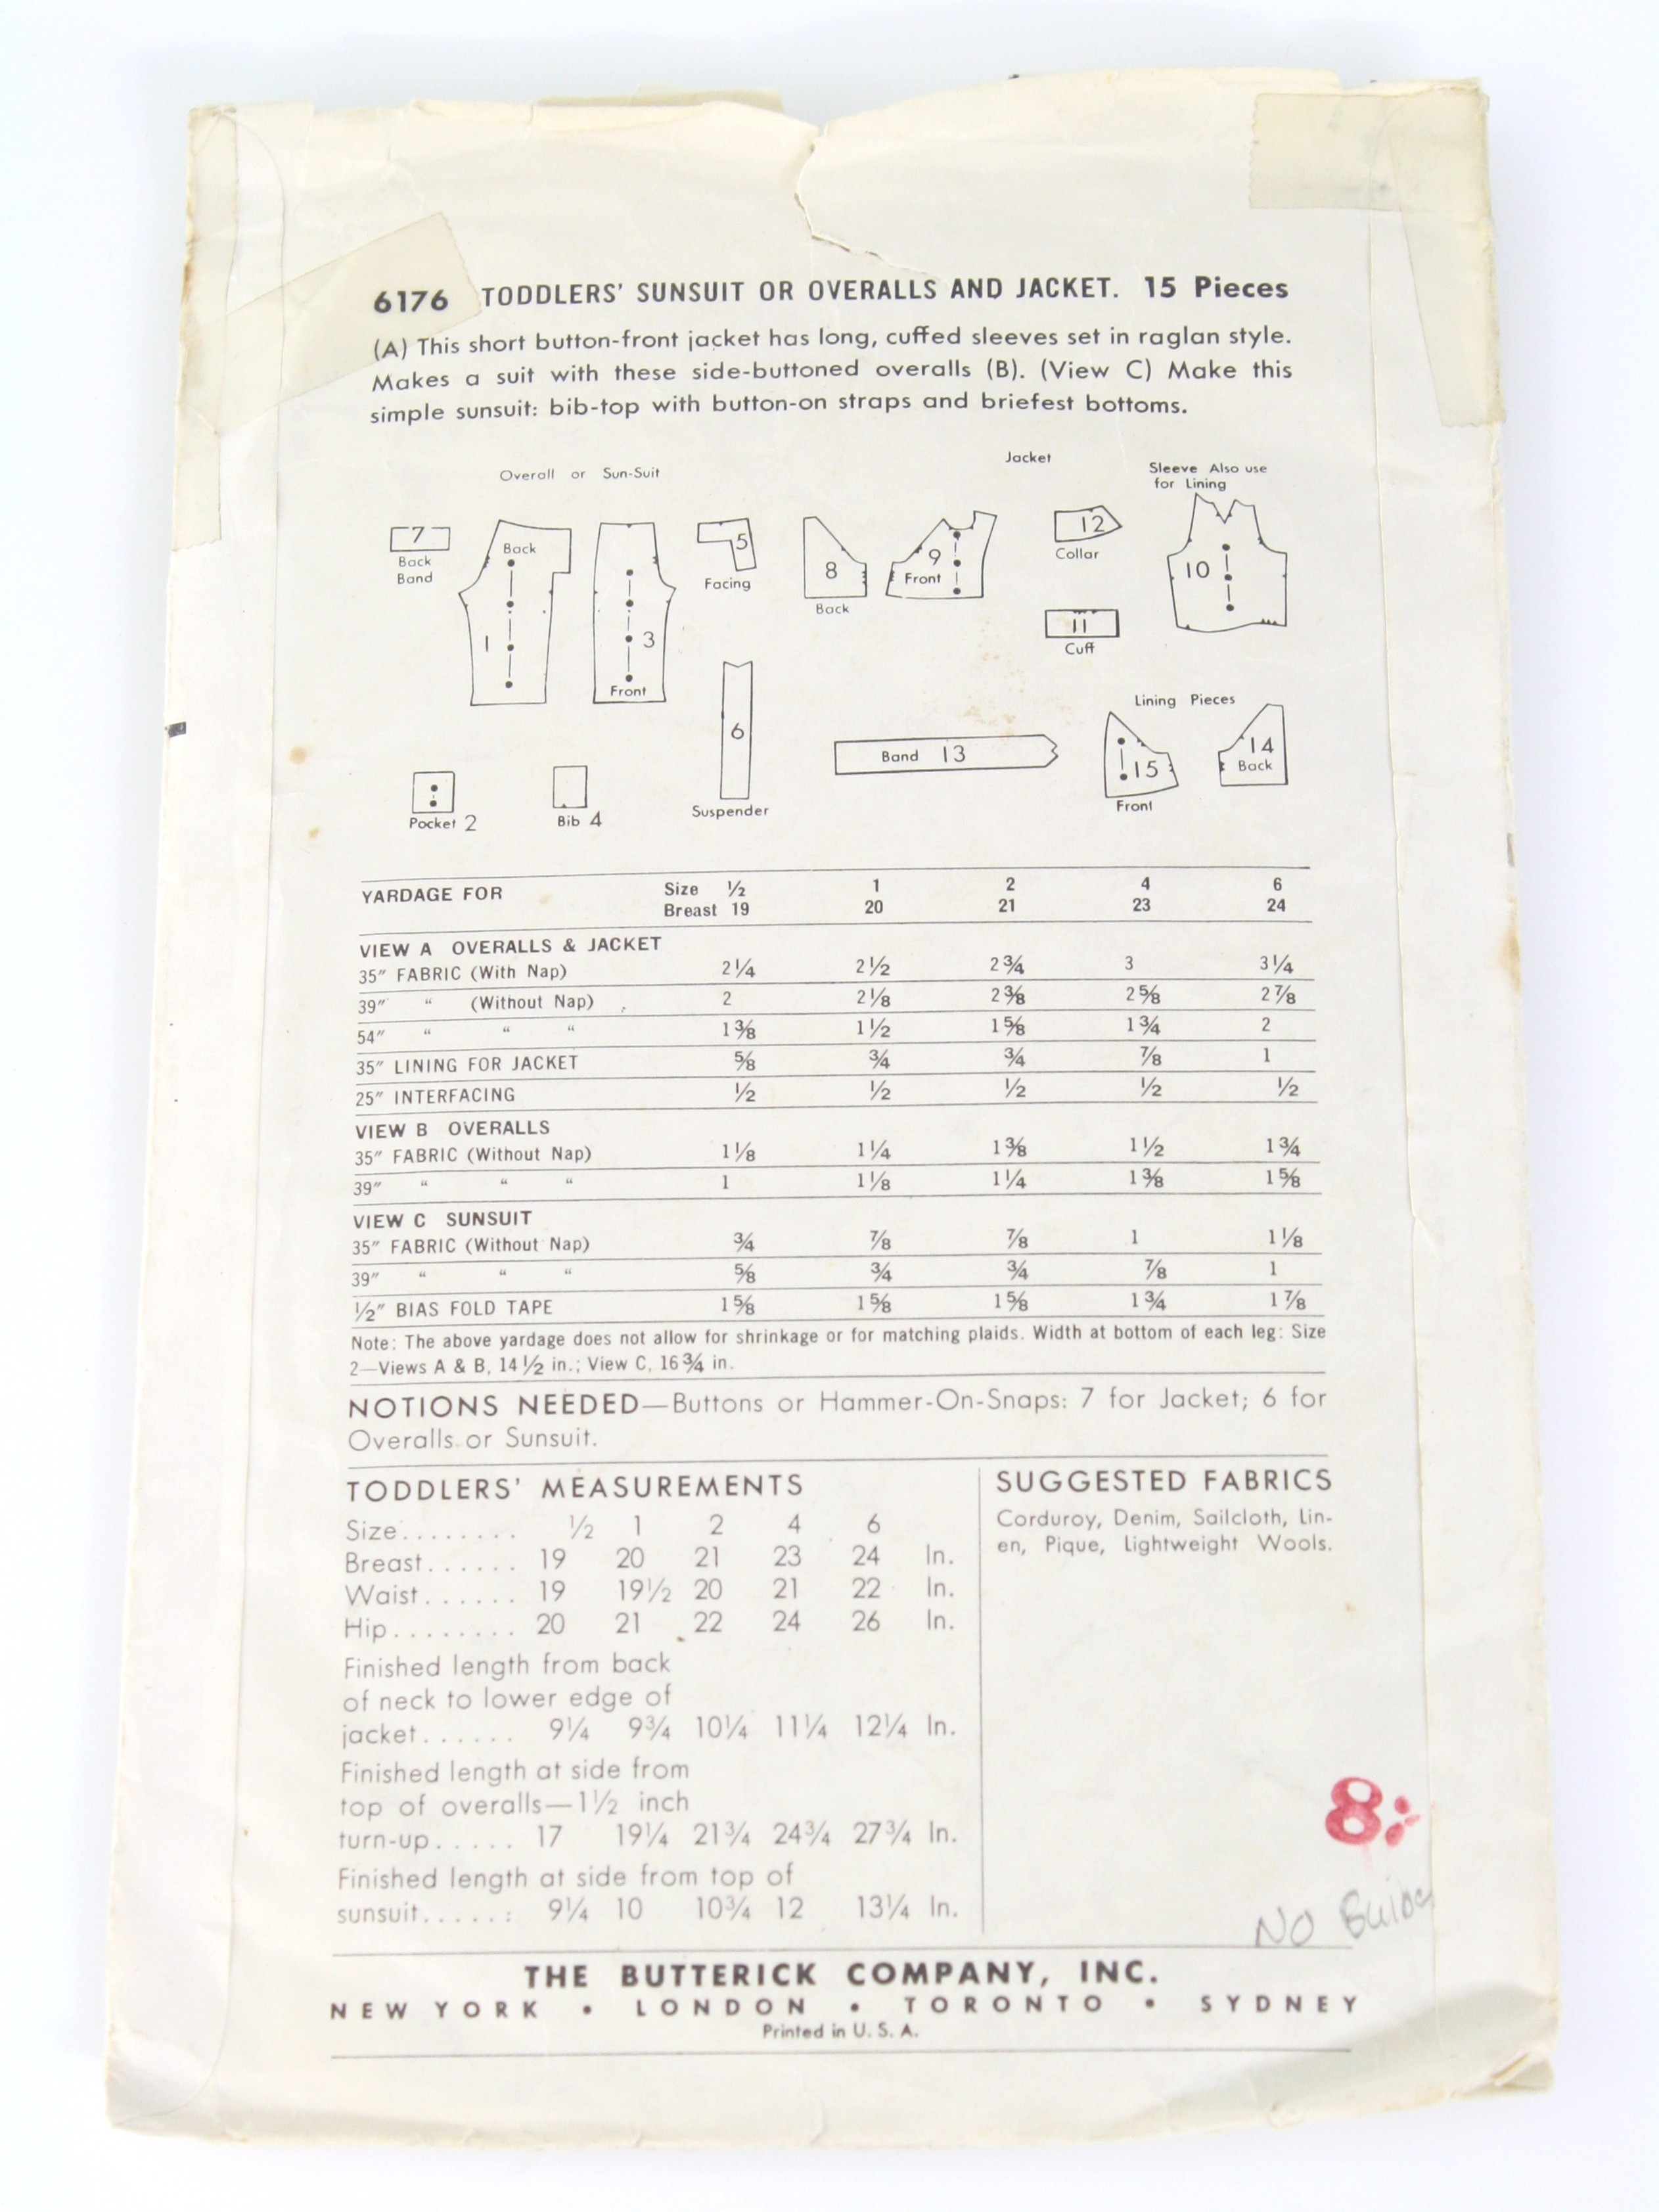 6176 TODDLERS' SUNSUIT OR OVERALLS AND JACKET. 15 Pieces
(A) This short button-front jacket has long, cuffed sleeves set in raglan style.
Makes a suit with these side-buttoned overalls (B). (View C) Make this
simple sunsuit: bib-top with button-on straps and briefest bottoms.
Overall or Sun-Suit
Jacket
Sleeve Also use
for Lining
7
Back
Band
Back
1
3
Front
5
Facing
8
Back
9
Front
12
Collar
10
11
Cuff
6
Suspender
Band 13
Lining Pieces
15
Front
14
Back
Pocket 2
Bib 4
YARDAGE FOR Size ½ 1 2 4 6
Breast 19 20 21 23 24
VIEW A OVERALLS & JACKET
35" FABRIC (With Nap) 2¼ 2½ 2¾ 3 3¼
39" " (Without Nap) 2 2⅛ 2⅜ 2⅝ 2⅞
54" " " " 1⅜ 1½ 1⅝ 1¾ 2
35" LINING FOR JACKET ⅝ ¾ ¾ ⅞ 1
25" INTERFACING ½ ½ ½ ½ ½
VIEW B OVERALLS
35" FABRIC (Without Nap) 1⅛ 1¼ 1⅜ 1½ 1¾
39" " " " 1 1⅛ 1¼ 1⅜ 1⅝
VIEW C SUNSUIT
35" FABRIC (Without Nap) ¾ ⅞ ⅞ 1 1⅛
39" " " " ⅝ ¾ ¾ ⅞ 1
½" BIAS FOLD TAPE 1⅝ 1⅝ 1⅝ 1¾ 1⅞
Note: The above yardage does not allow for shrinkage or for matching plaids. Width at bottom of each leg: Size
2—Views A & B, 14½ in.; View C, 16¾ in.
NOTIONS NEEDED—Buttons or Hammer-On-Snaps: 7 for Jacket; 6 for
Overalls or Sunsuit.
TODDLERS' MEASUREMENTS
Size........ ½ 1 2 4 6
Breast...... 19 20 21 23 24 In.
Waist...... 19 19½ 20 21 22 In.
Hip........ 20 21 22 24 26 In.
Finished length from back
of neck to lower edge of
jacket...... 9¼ 9¾ 10¼ 11¼ 12¼ In.
Finished length at side from
top of overalls—1½ inch
turn-up..... 17 19¼ 21¾ 24¾ 27¾ In.
Finished length at side from top of
sunsuit..... 9¼ 10 10¾ 12 13¼ In.
SUGGESTED FABRICS
Corduroy, Denim, Sailcloth, Lin-
en, Pique, Lightweight Wools.
8
NO
THE BUTTERICK COMPANY, INC.
NEW YORK • LONDON • TORONTO • SYDNEY
Printed in U. S. A.